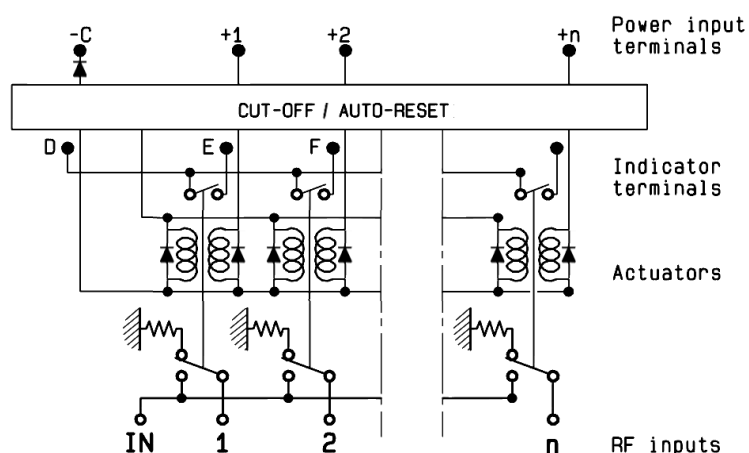 -C +1 +2 +n Power input
terminals
CUT-OFF / AUTO-RESET
D E F Indicator
terminals
Actuators
IN 1 2 n RF inputs